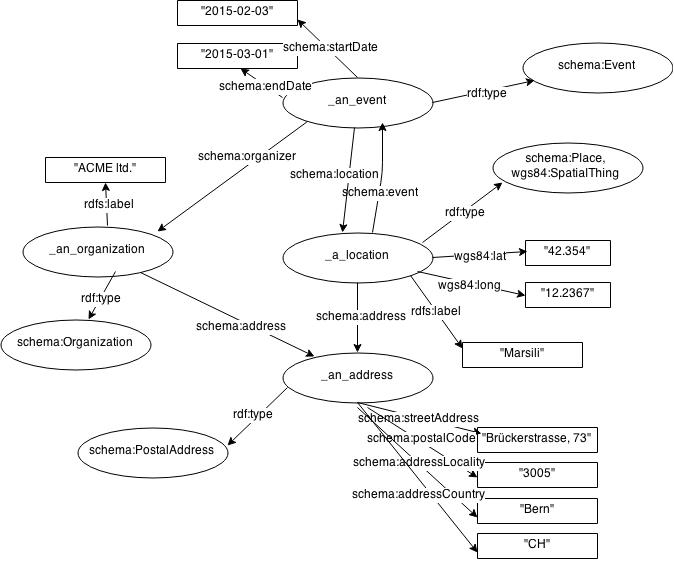 "2015-02-03"
schema:startDate
"2015-03-01"
schema:endDate
schema:Event
_an_event
rdf:type
schema:organizer
schema:Place,
wgs84:SpatialThing
"ACME ltd."
schema:location
schema:event
rdfs:label
rdf:type
_an_organization
_a_location
wgs84:lat
"42.354"
wgs84:long
"12.2367"
rdf:type
rdfs:label
schema:address
schema:address
schema:Organization
"Marsili"
_an_address
rdf:type
schema:streetAddress
"Brückerstrasse, 73"
schema:postalCode
schema:PostalAddress
schema:addressLocality
"3005"
schema:addressCountry
"Bern"
"CH"